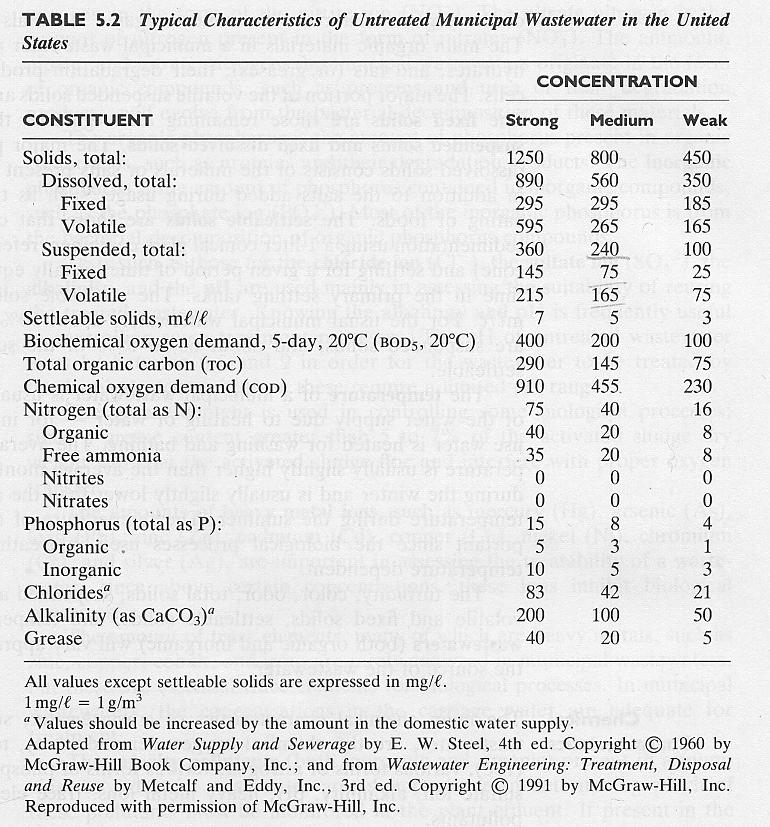 TABLE 5.2 Typical Characteristics of Untreated Municipal Wastewater in the United
States
CONCENTRATION
CONSTITUENT Strong Medium Weak
Solids, total: 1250 800 450
Dissolved, total: 890 560 350
Fixed 295 295 185
Volatile 595 265 165
Suspended, total: 360 240 100
Fixed 145 75 25
Volatile 215 165 75
Settleable solids, mℓ/ℓ 7 5 3
Biochemical oxygen demand, 5-day, 20°C (BOD₅, 20°C) 400 200 100
Total organic carbon (TOC) 290 145 75
Chemical oxygen demand (COD) 910 455 230
Nitrogen (total as N): 75 40 16
Organic 40 20 8
Free ammonia 35 20 8
Nitrites 0 0 0
Nitrates 0 0 0
Phosphorus (total as P): 15 8 4
Organic 5 3 1
Inorganic 10 5 3
Chloridesᵃ 83 42 21
Alkalinity (as CaCO₃)ᵃ 200 100 50
Grease 40 20 5
All values except settleable solids are expressed in mg/ℓ.
1 mg/ℓ = 1 g/m³
ᵃ Values should be increased by the amount in the domestic water supply.
Adapted from Water Supply and Sewerage by E. W. Steel, 4th ed. Copyright © 1960 by
McGraw-Hill Book Company, Inc.; and from Wastewater Engineering: Treatment, Disposal
and Reuse by Metcalf and Eddy, Inc., 3rd ed. Copyright © 1991 by McGraw-Hill, Inc.
Reproduced with permission of McGraw-Hill, Inc.